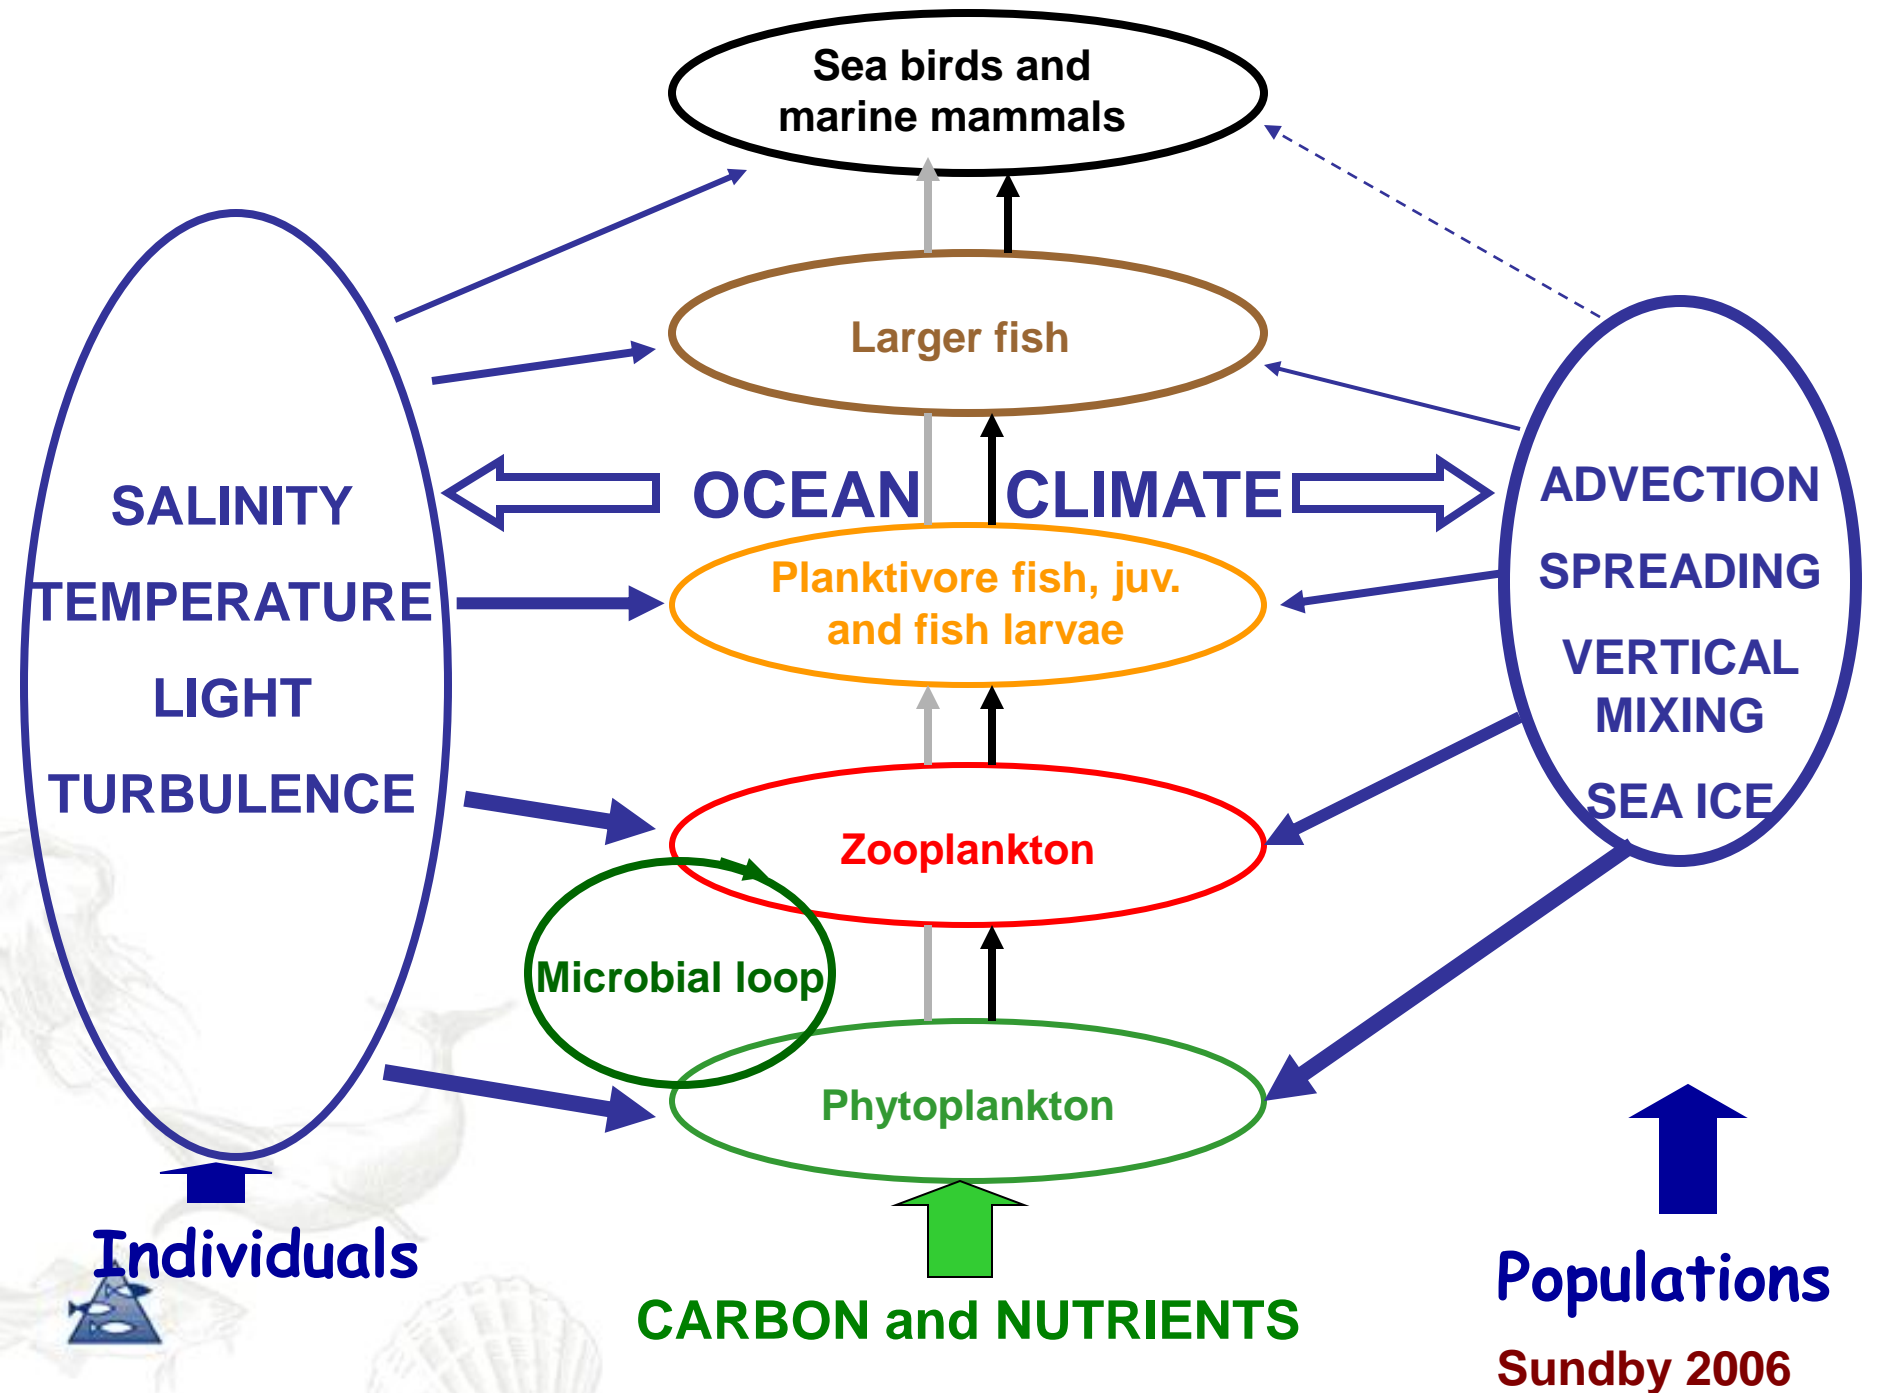 Sea birds and
marine mammals
Larger fish
OCEAN CLIMATE
SALINITY
TEMPERATURE
LIGHT
TURBULENCE
ADVECTION
SPREADING
VERTICAL
MIXING
SEA ICE
Planktivore fish, juv.
and fish larvae
Zooplankton
Microbial loop
Phytoplankton
Individuals
CARBON and NUTRIENTS
Populations
Sundby 2006